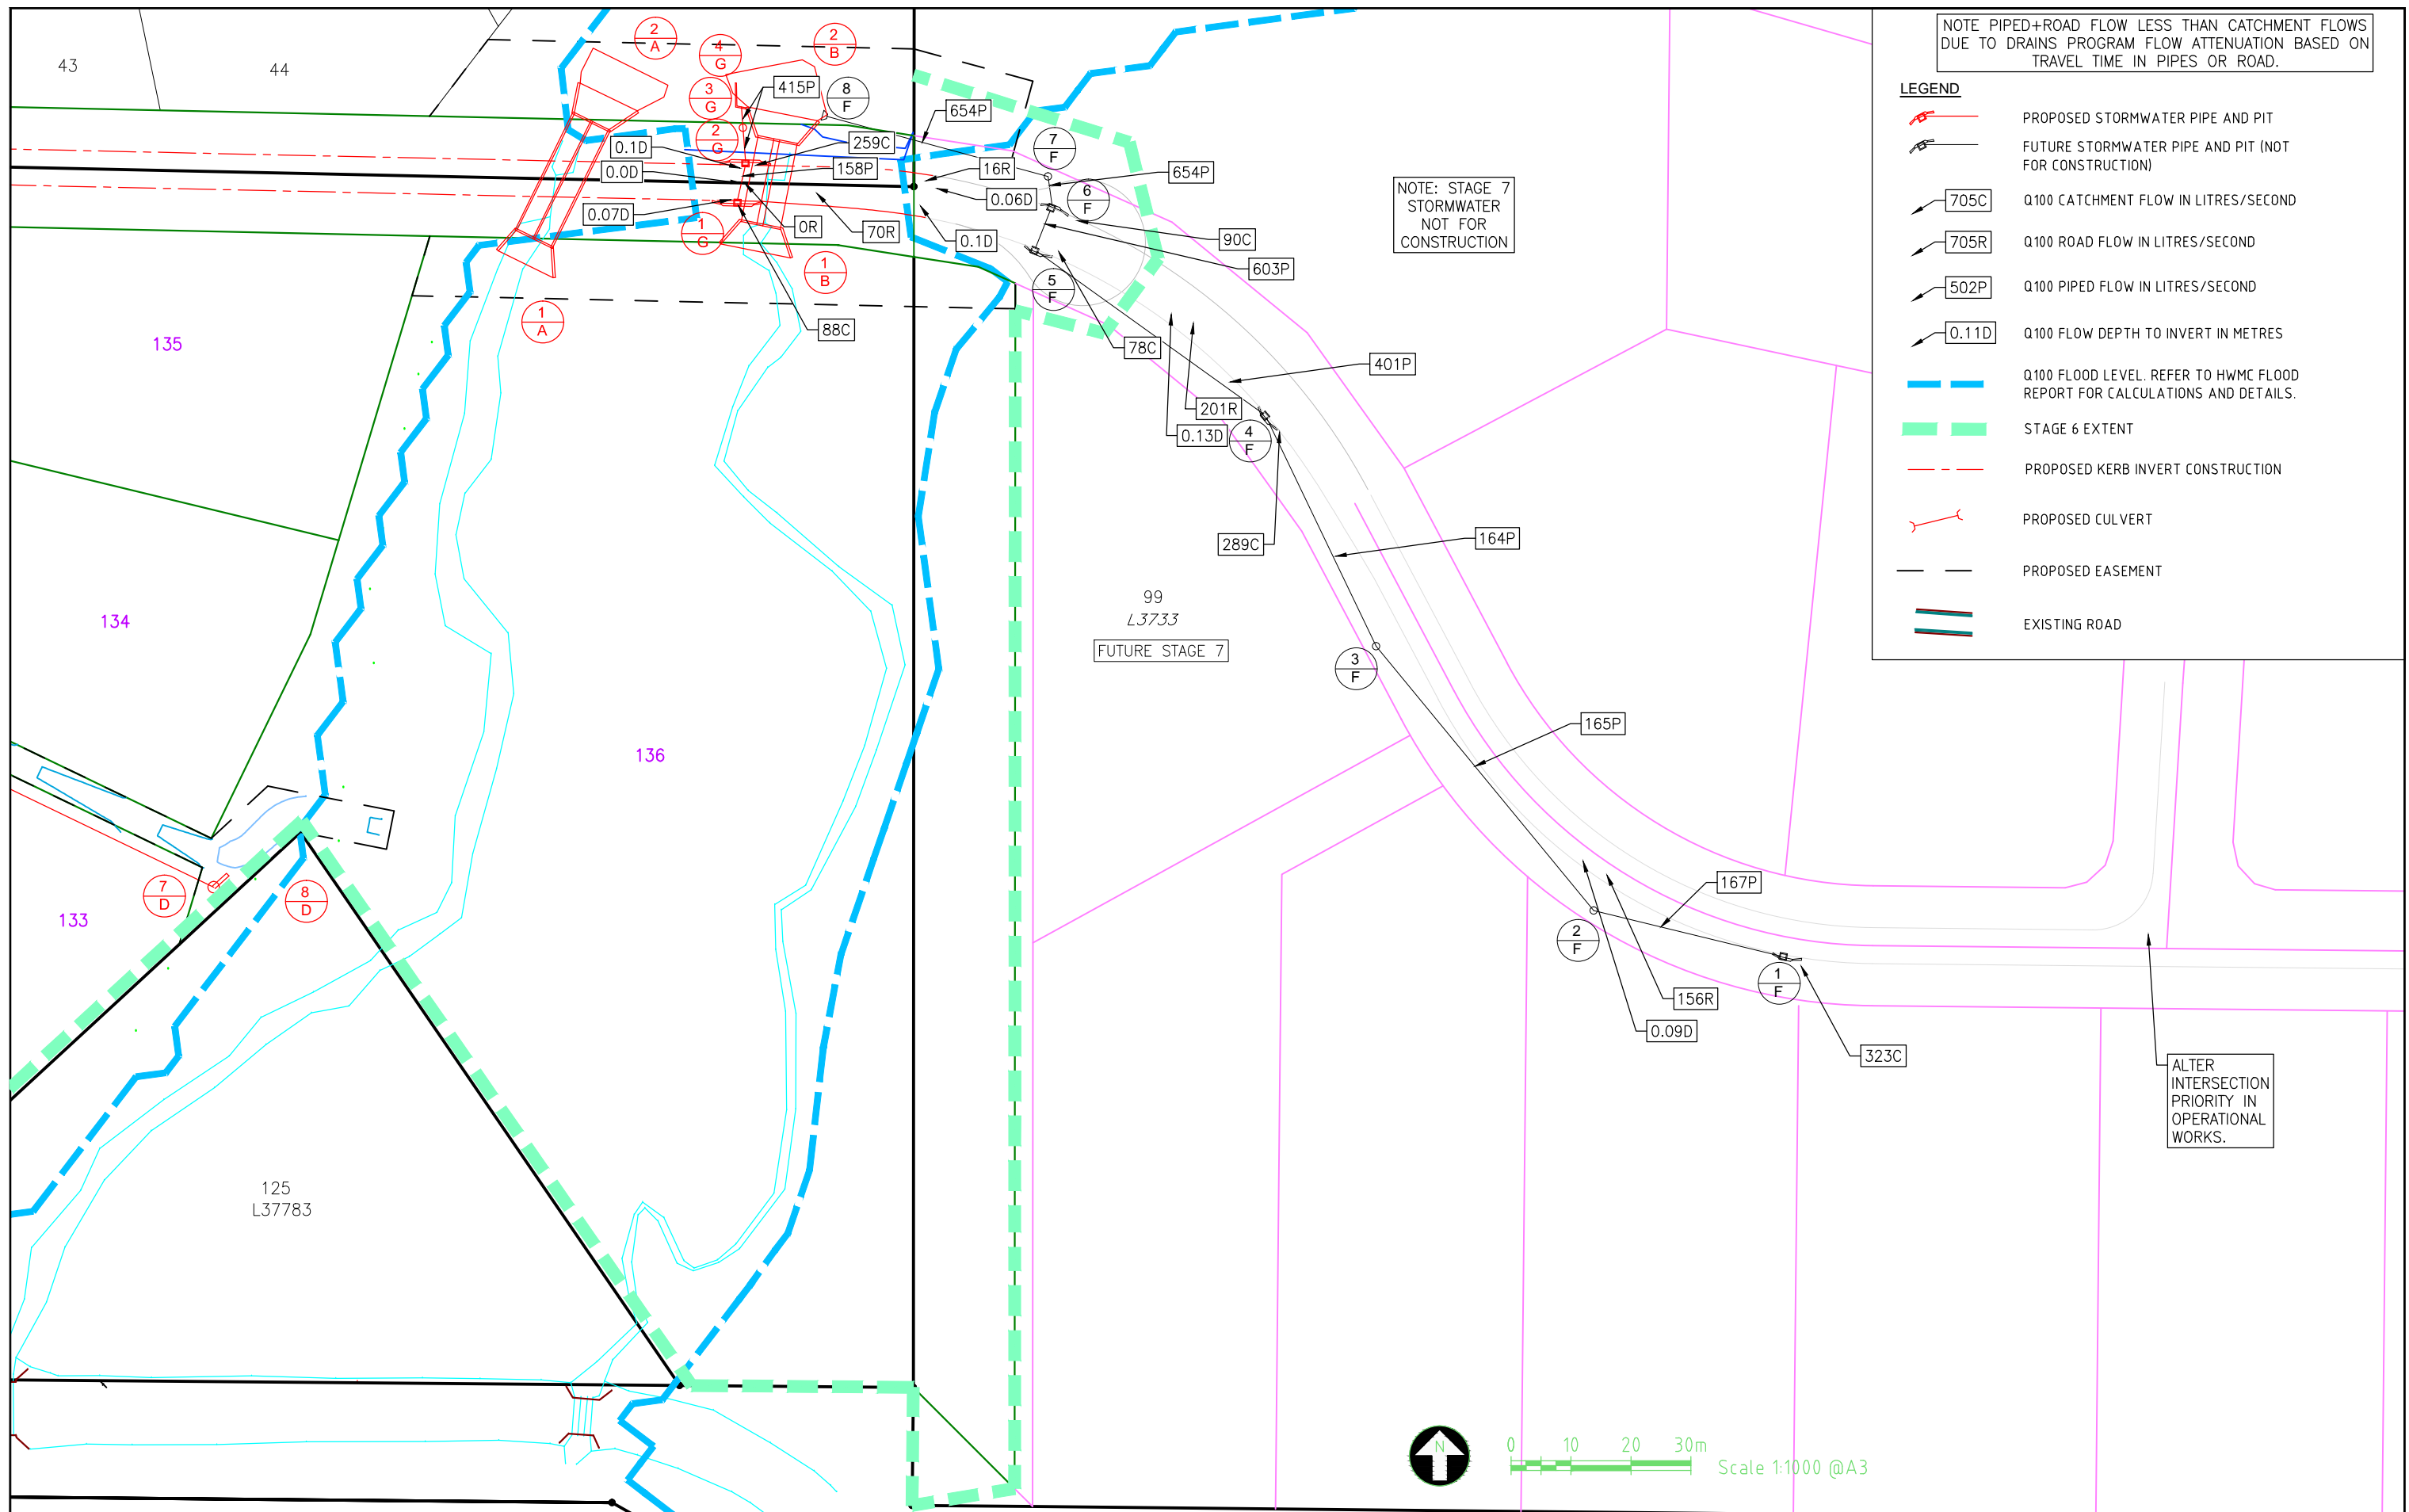 NOTE PIPED+ROAD FLOW LESS THAN CATCHMENT FLOWS
DUE TO DRAINS PROGRAM FLOW ATTENUATION BASED ON
TRAVEL TIME IN PIPES OR ROAD.
LEGEND
PROPOSED STORMWATER PIPE AND PIT
FUTURE STORMWATER PIPE AND PIT (NOT
FOR CONSTRUCTION)
705C
Q100 CATCHMENT FLOW IN LITRES/SECOND
705R
Q100 ROAD FLOW IN LITRES/SECOND
502P
Q100 PIPED FLOW IN LITRES/SECOND
0.11D
Q100 FLOW DEPTH TO INVERT IN METRES
Q100 FLOOD LEVEL. REFER TO HWMC FLOOD
REPORT FOR CALCULATIONS AND DETAILS.
STAGE 6 EXTENT
PROPOSED KERB INVERT CONSTRUCTION
PROPOSED CULVERT
PROPOSED EASEMENT
EXISTING ROAD
43
44
2
A
4
G
2
B
3
G
415P
8
F
654P
2
G
0.1D
259C
7
F
0.0D
158P
16R
654P
0.06D
6
F
0.07D
1
G
0R
70R
0.1D
90C
603P
1
B
5
F
1
A
88C
78C
401P
201R
0.13D
4
F
289C
164P
NOTE: STAGE 7
STORMWATER
NOT FOR
CONSTRUCTION
135
134
136
133
99
L3733
FUTURE STAGE 7
3
F
165P
167P
2
F
1
F
156R
0.09D
323C
7
D
8
D
125
L37783
ALTER
INTERSECTION
PRIORITY IN
OPERATIONAL
WORKS.
N
0 10 20 30m
Scale 1:1000 @A3